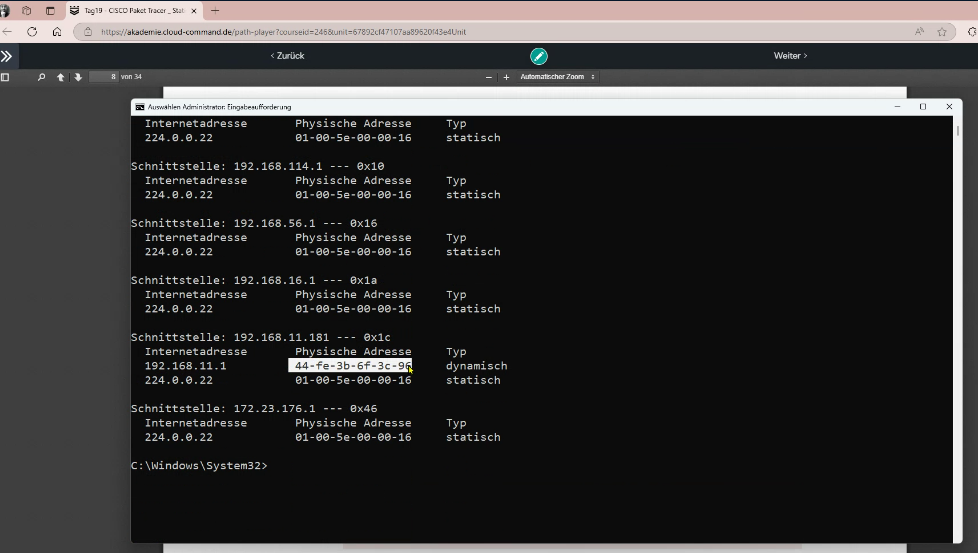 Tag19 - CISCO Paket Tracer _ Stati
https://akademie.cloud-command.de/path-player?courseid=246&unit=67892cf47107aa89620f43e4Unit
Zurück
Weiter
8 von 34
Automatischer Zoom
Auswählen Administrator: Eingabeaufforderung
Internetadresse Physische Adresse Typ
224.0.0.22 01-00-5e-00-00-16 statisch
Schnittstelle: 192.168.114.1 --- 0x10
Internetadresse Physische Adresse Typ
224.0.0.22 01-00-5e-00-00-16 statisch
Schnittstelle: 192.168.56.1 --- 0x16
Internetadresse Physische Adresse Typ
224.0.0.22 01-00-5e-00-00-16 statisch
Schnittstelle: 192.168.16.1 --- 0x1a
Internetadresse Physische Adresse Typ
224.0.0.22 01-00-5e-00-00-16 statisch
Schnittstelle: 192.168.11.181 --- 0x1c
Internetadresse Physische Adresse Typ
192.168.11.1 44-fe-3b-6f-3c-96 dynamisch
224.0.0.22 01-00-5e-00-00-16 statisch
Schnittstelle: 172.23.176.1 --- 0x46
Internetadresse Physische Adresse Typ
224.0.0.22 01-00-5e-00-00-16 statisch
C:\Windows\System32>